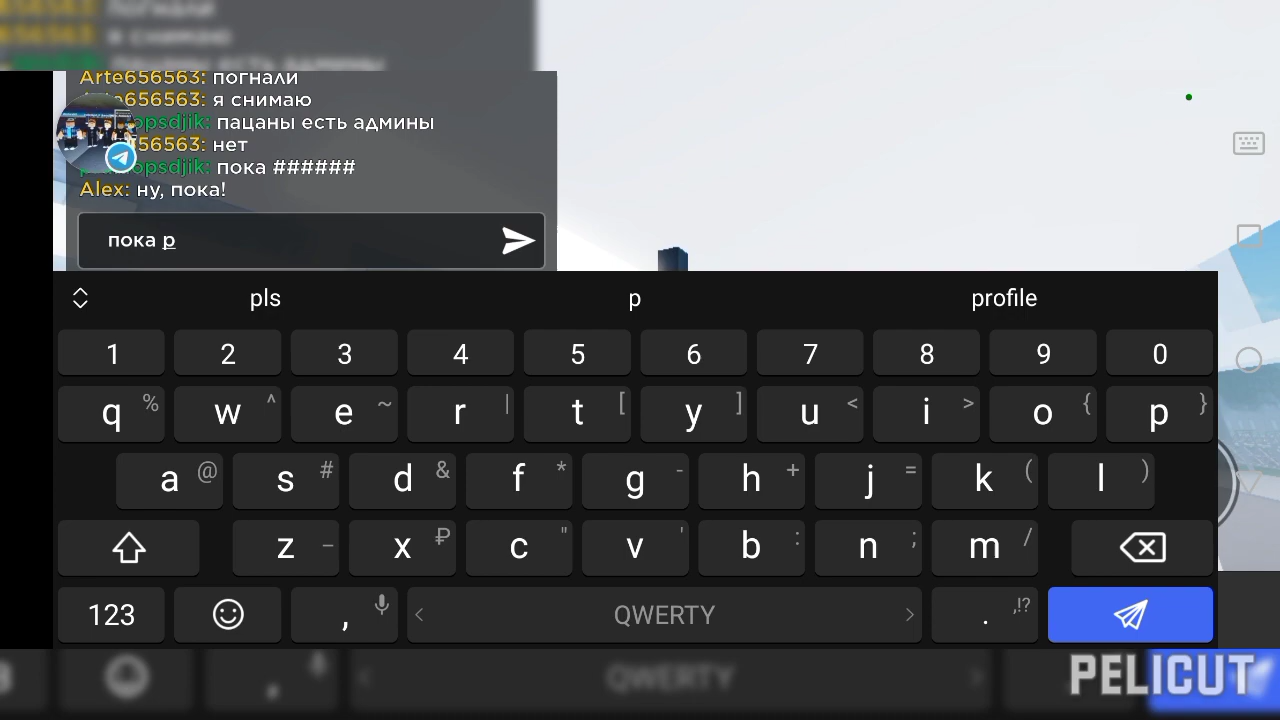 Arte656563: погнали
656563: я снимаю
opsdjik: пацаны есть админы
56563: нет
opsdjik: пока ######
Alex: ну, пока!
пока p
pls p profile
1 2 3 4 5 6 7 8 9 0
q % w ^ e ~ r | t [ y ] u < i > o { p }
a @ s # d & f * g - h + j = k ( l )
z _ x ₽ c " v ' b : n ; m /
123 , < QWERTY > . ,!?
QWERTY
PELICUT